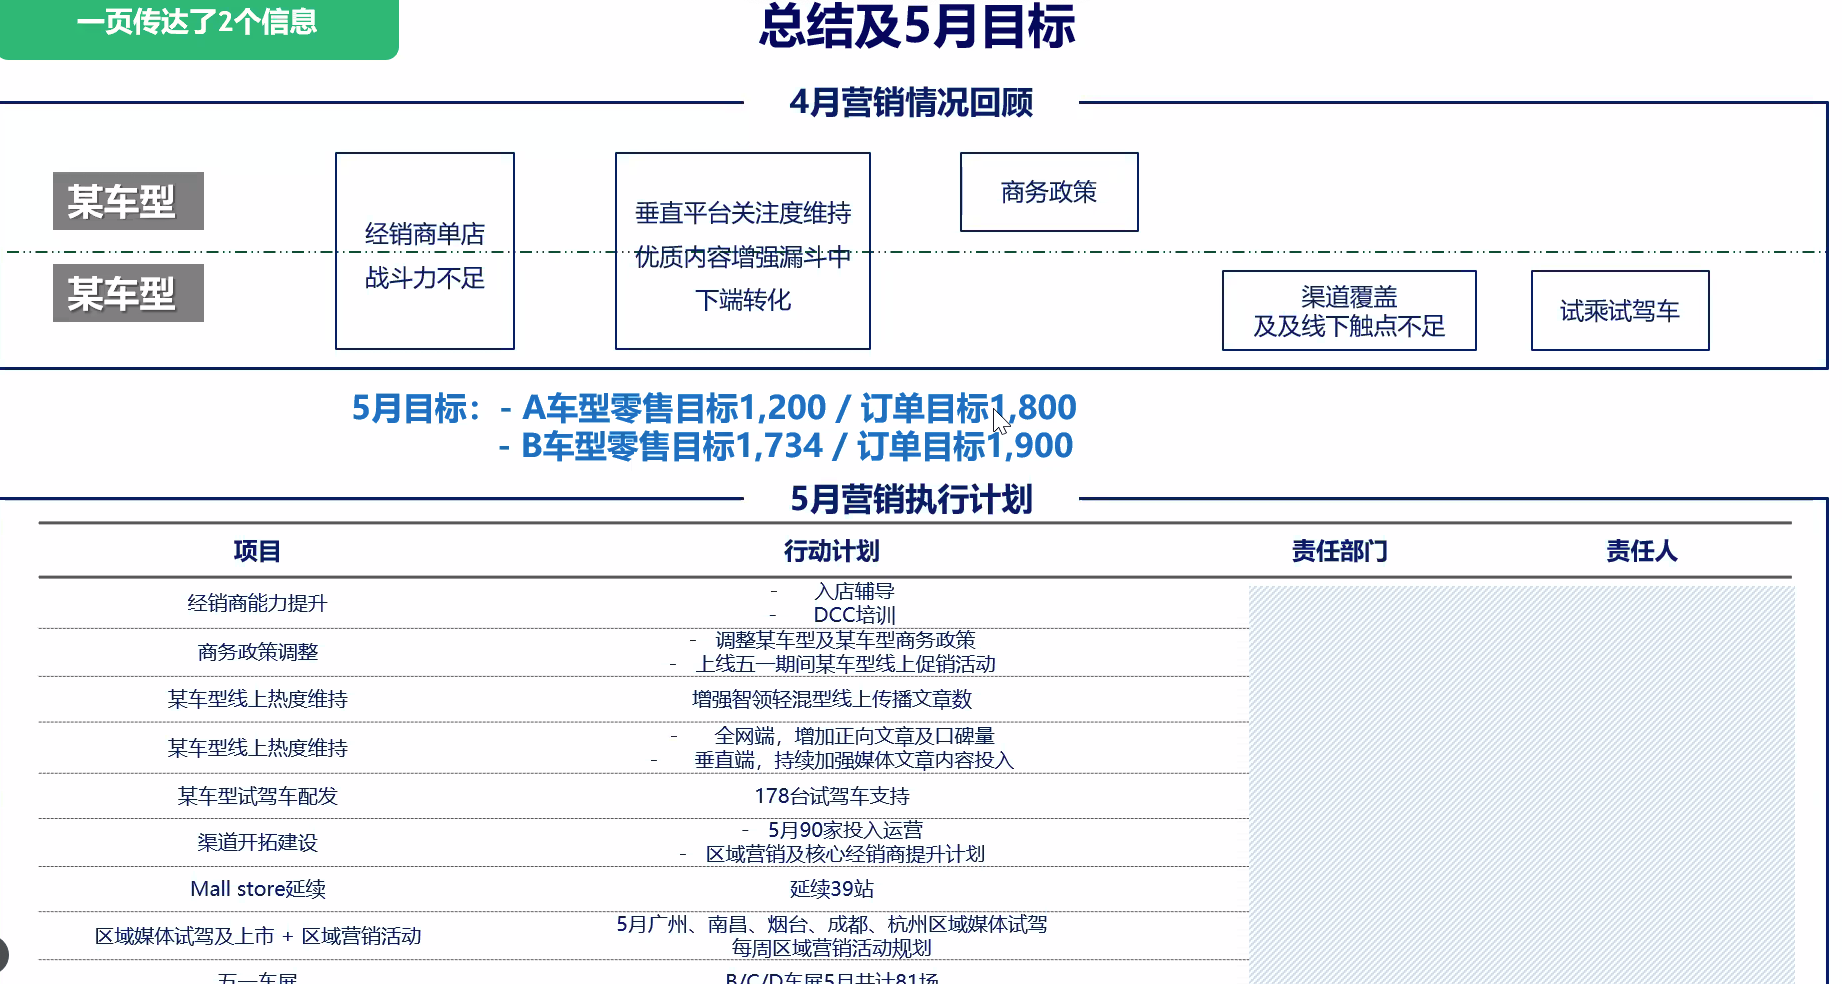 一页传达了2个信息
总结及5月目标
4月营销情况回顾
某车型
某车型
经销商单店
战斗力不足
垂直平台关注度维持
优质内容增强漏斗中
下端转化
商务政策
渠道覆盖
及及线下触点不足
试乘试驾车
5月目标：- A车型零售目标1,200 / 订单目标1,800
- B车型零售目标1,734 / 订单目标1,900
5月营销执行计划
项目 行动计划 责任部门 责任人
经销商能力提升
- 入店辅导
- DCC培训
商务政策调整
- 调整某车型及某车型商务政策
- 上线五一期间某车型线上促销活动
某车型线上热度维持 增强智领轻混型线上传播文章数
某车型线上热度维持
- 全网端，增加正向文章及口碑量
- 垂直端，持续加强媒体文章内容投入
某车型试驾车配发 178台试驾车支持
渠道开拓建设
- 5月90家投入运营
- 区域营销及核心经销商提升计划
Mall store延续 延续39站
区域媒体试驾及上市 + 区域营销活动
5月广州、南昌、烟台、成都、杭州区域媒体试驾
每周区域营销活动规划
五一车展 B/C/D车展5月共计81场